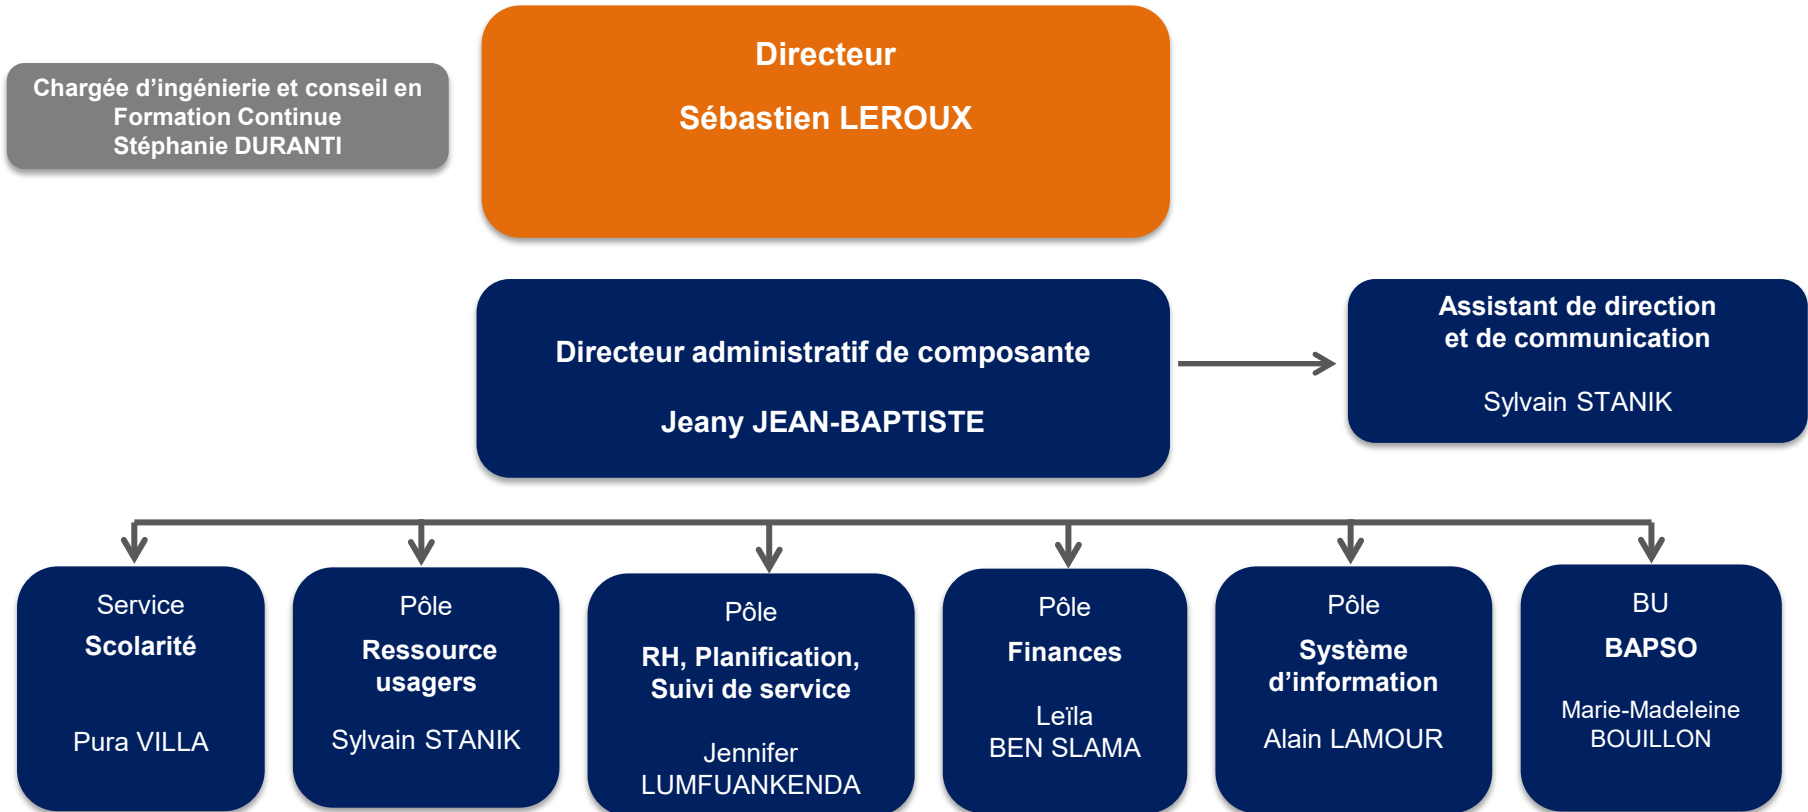 Directeur
Sébastien LEROUX
Chargée d’ingénierie et conseil en
Formation Continue
Stéphanie DURANTI
Directeur administratif de composante
Jeany JEAN-BAPTISTE
Assistant de direction
et de communication
Sylvain STANIK
Service
Scolarité
Pura VILLA
Pôle
Ressource
usagers
Sylvain STANIK
Pôle
RH, Planification,
Suivi de service
Jennifer
LUMFUANKENDA
Pôle
Finances
Leïla
BEN SLAMA
Pôle
Système
d’information
Alain LAMOUR
BU
BAPSO
Marie-Madeleine
BOUILLON